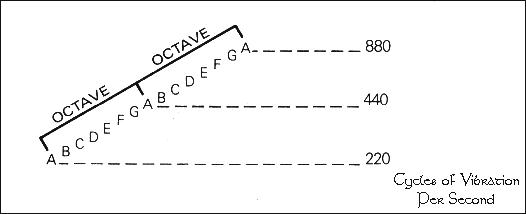 OCTAVE
OCTAVE
A B C D E F G A B C D E F G A
880
440
220
Cycles of Vibration
Per Second